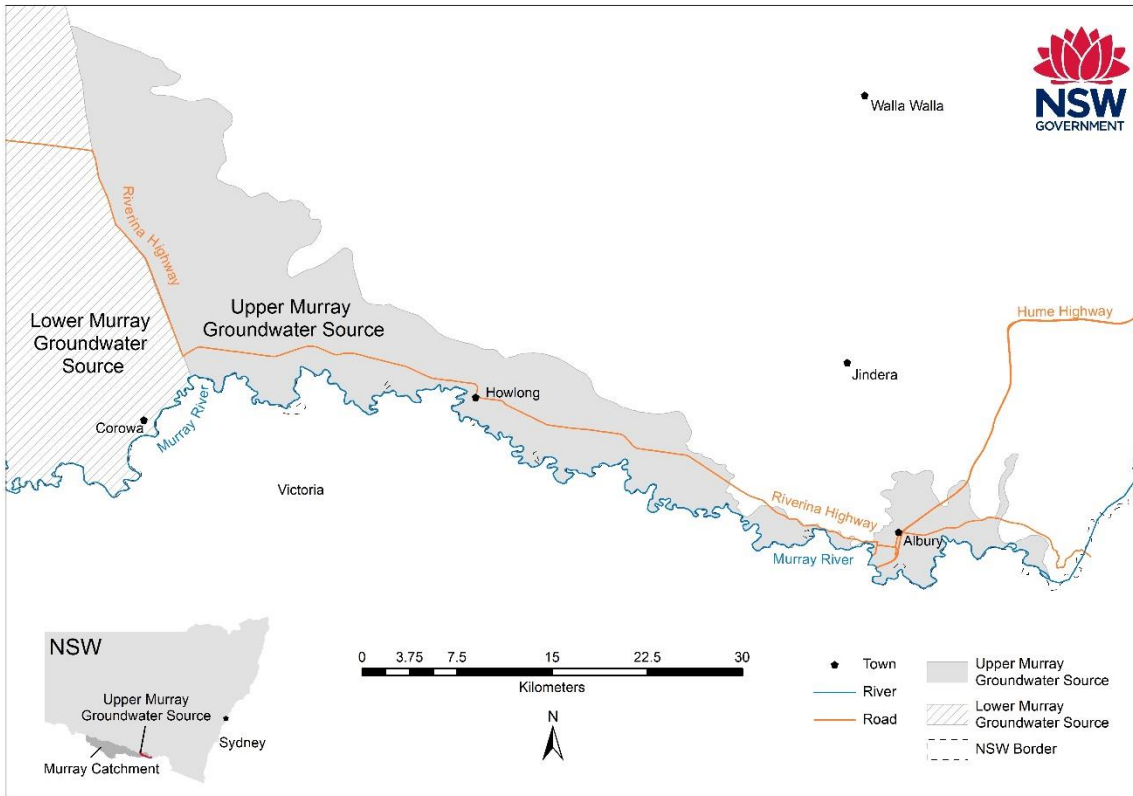 NSW
GOVERNMENT
Walla Walla
Riverina Highway
Upper Murray
Groundwater Source
Lower Murray
Groundwater
Source
Hume Highway
Jindera
Howlong
Corowa
Murray River
Victoria
Riverina Highway
Albury
Murray River
NSW
Upper Murray
Groundwater Source
Sydney
Murray Catchment
0 3.75 7.5 15 22.5 30
Kilometers
N
Town
River
Road
Upper Murray
Groundwater Source
Lower Murray
Groundwater Source
NSW Border